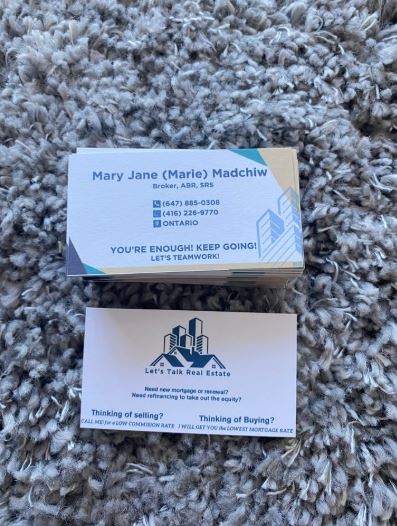 Mary Jane (Marie) Madchiw
Broker, ABR, SRS
(647) 885-0308
(416) 226-9770
ONTARIO
YOU'RE ENOUGH! KEEP GOING!
LET'S TEAMWORK!
Let's Talk Real Estate
Need new mortgage or renewal?
Need refinancing to take out the equity?
Thinking of selling? Thinking of Buying?
CALL ME for a LOW COMMISION RATE I WILL GET YOU the LOWEST MORTGAGE RATE